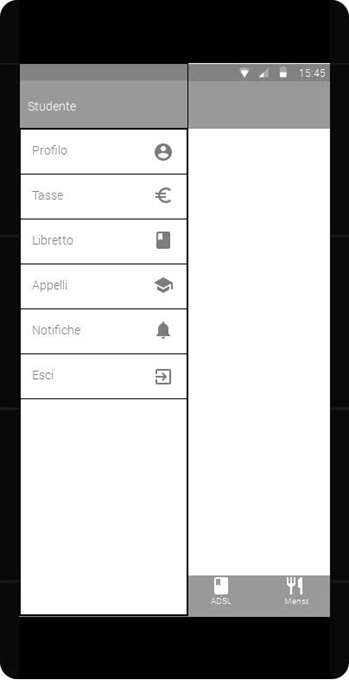 15:45
Studente
Profilo
Tasse
Libretto
Appelli
Notifiche
Esci
ADSL
Mensa